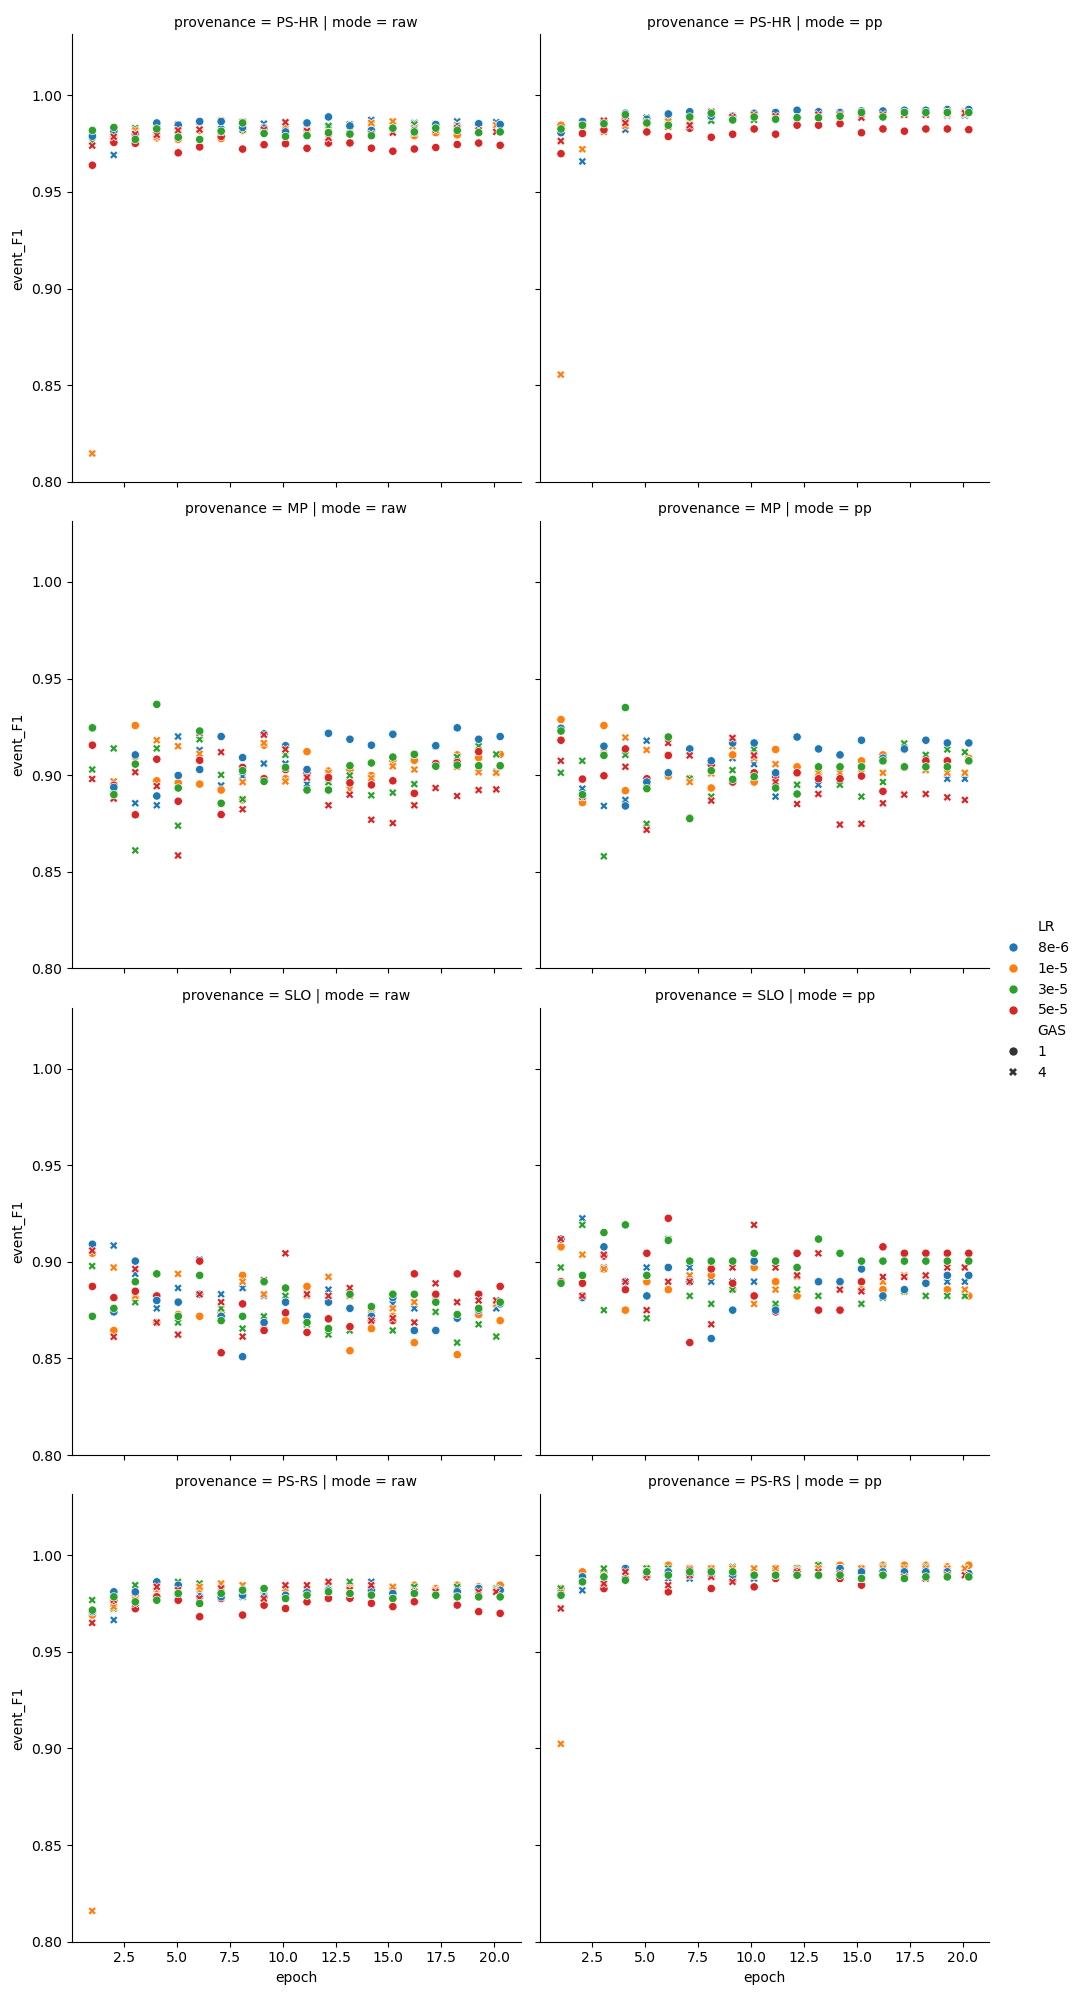 provenance = PS-HR | mode = raw
provenance = PS-HR | mode = pp
1.00
0.95
0.90
0.85
0.80
event_F1
provenance = MP | mode = raw
provenance = MP | mode = pp
1.00
0.95
0.90
0.85
0.80
event_F1
LR
8e-6
1e-5
3e-5
5e-5
GAS
1
4
provenance = SLO | mode = raw
provenance = SLO | mode = pp
1.00
0.95
0.90
0.85
0.80
event_F1
provenance = PS-RS | mode = raw
provenance = PS-RS | mode = pp
1.00
0.95
0.90
0.85
0.80
event_F1
2.5 5.0 7.5 10.0 12.5 15.0 17.5 20.0
epoch
2.5 5.0 7.5 10.0 12.5 15.0 17.5 20.0
epoch